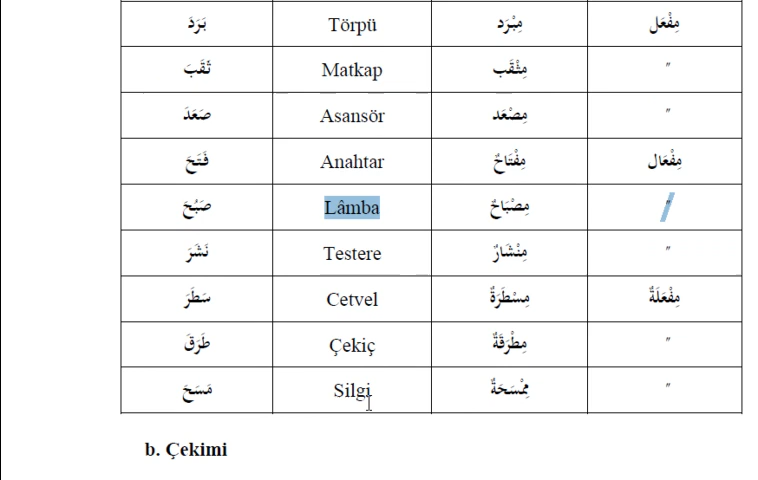 بَرَدَ Törpü مِبْرَد مِفْعَل
ثَقَبَ Matkap مِثْقَب "
صَعَدَ Asansör مِصْعَد "
فَتَحَ Anahtar مِفْتَاحٌ مِفْعَال
صَبُحَ Lâmba مِصْبَاحٌ "
نَشَرَ Testere مِنْشَارٌ "
سَطَرَ Cetvel مِسْطَرَةٌ مِفْعَلَةٌ
طَرَقَ Çekiç مِطْرَقَةٌ "
مَسَحَ Silgi مِمْسَحَةٌ "
b. Çekimi